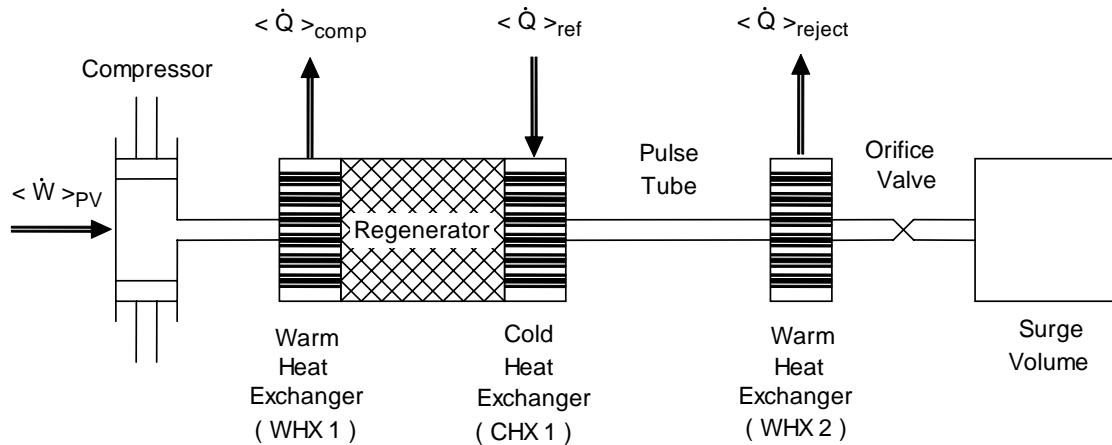 < Q̇ >comp
< Q̇ >ref
< Q̇ >reject
Compressor
< Ẇ >PV
Pulse
Tube
Orifice
Valve
Regenerator
Warm
Heat
Exchanger
( WHX 1 )
Cold
Heat
Exchanger
( CHX 1 )
Warm
Heat
Exchanger
( WHX 2 )
Surge
Volume